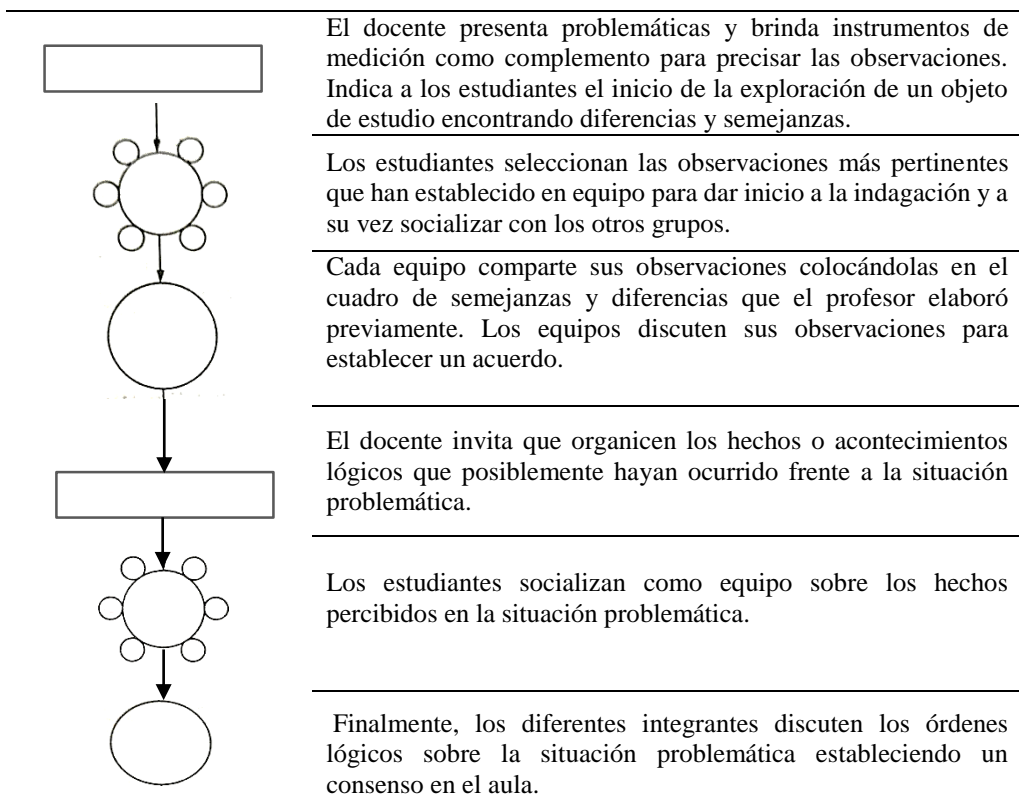 El docente presenta problemáticas y brinda instrumentos de
medición como complemento para precisar las observaciones.
Indica a los estudiantes el inicio de la exploración de un objeto
de estudio encontrando diferencias y semejanzas.
Los estudiantes seleccionan las observaciones más pertinentes
que han establecido en equipo para dar inicio a la indagación y a
su vez socializar con los otros grupos.
Cada equipo comparte sus observaciones colocándolas en el
cuadro de semejanzas y diferencias que el profesor elaboró
previamente. Los equipos discuten sus observaciones para
establecer un acuerdo.
El docente invita que organicen los hechos o acontecimientos
lógicos que posiblemente hayan ocurrido frente a la situación
problemática.
Los estudiantes socializan como equipo sobre los hechos
percibidos en la situación problemática.
Finalmente, los diferentes integrantes discuten los órdenes
lógicos sobre la situación problemática estableciendo un
consenso en el aula.